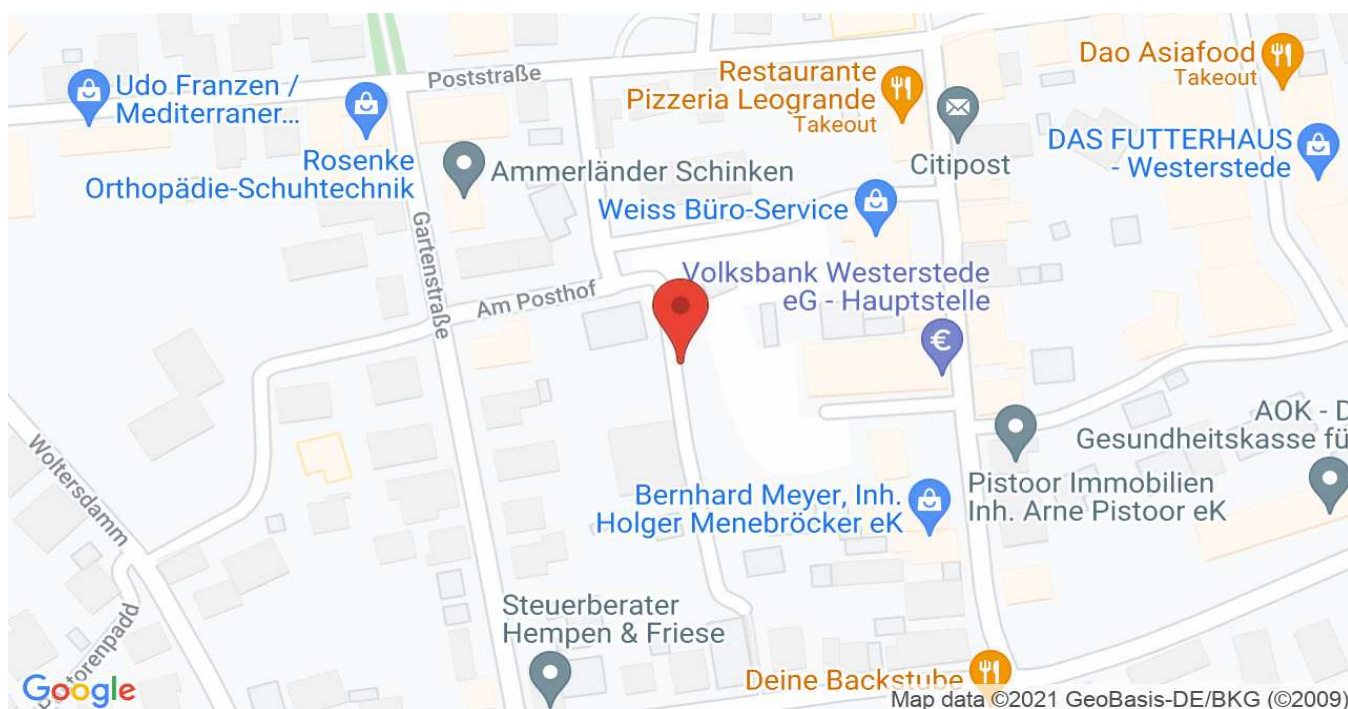 Poststraße
Udo Franzen /
Mediterraner...
Rosenke
Orthopädie-Schuhtechnik
Ammerländer Schinken
Restaurante
Pizzeria Leogrande
Takeout
Citipost
Dao Asiafood
Takeout
DAS FUTTERHAUS
- Westerstede
Weiss Büro-Service
Gartenstraße
Am Posthof
Volksbank Westerstede
eG - Hauptstelle
€
Woltersdamm
AOK - D
Gesundheitskasse fü
Pistoor Immobilien
Inh. Arne Pistoor eK
Bernhard Meyer, Inh.
Holger Menebröcker eK
Steuerberater
Hempen & Friese
Deine Backstube
Google
Map data ©2021 GeoBasis-DE/BKG (©2009)